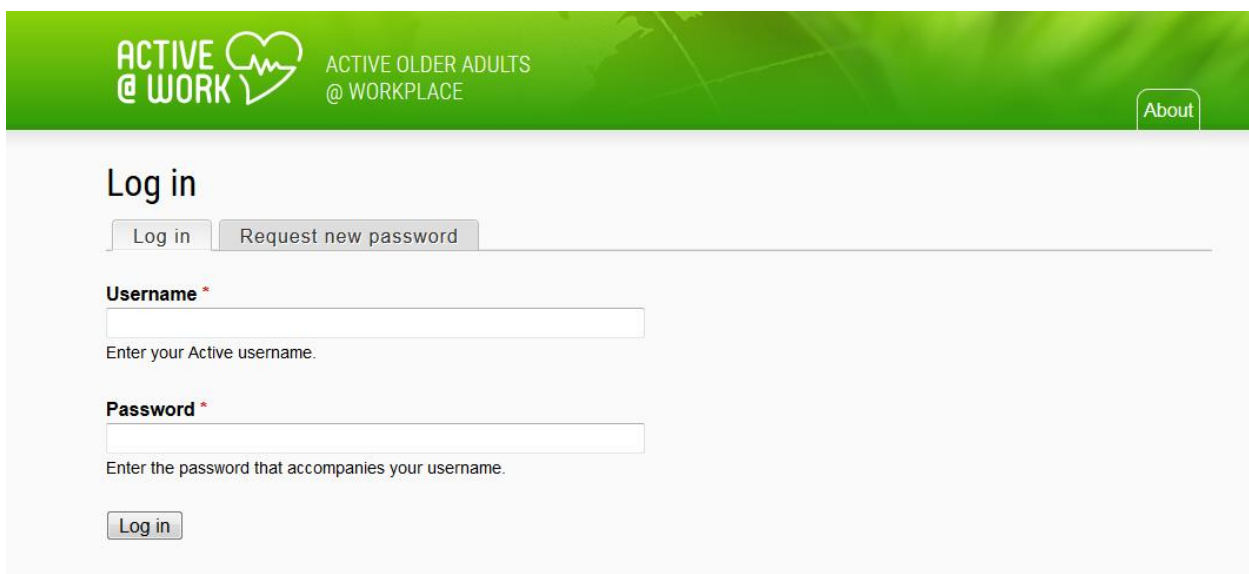 ACTIVE
@ WORK
ACTIVE OLDER ADULTS
@ WORKPLACE
About
Log in
Log in Request new password
Username *
Enter your Active username.
Password *
Enter the password that accompanies your username.
Log in